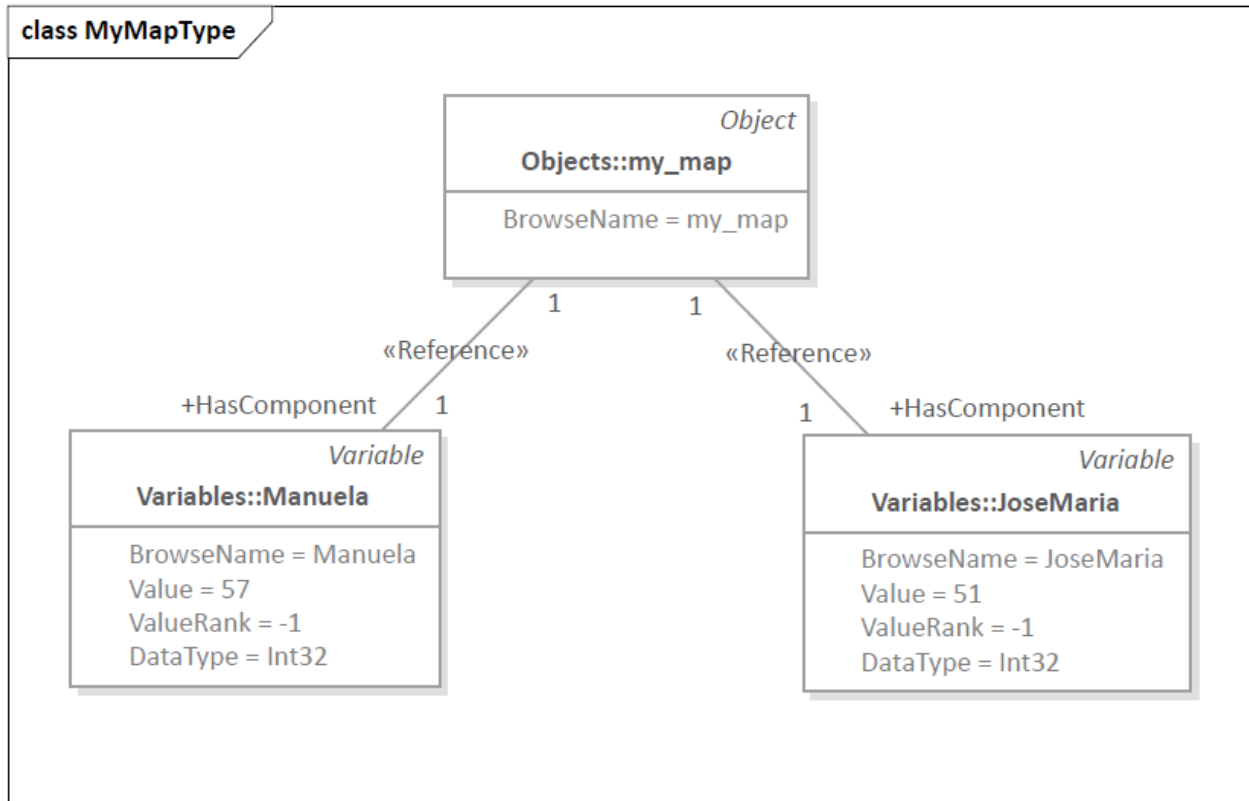 class MyMapType
Object
Objects::my_map
BrowseName = my_map
1
1
«Reference»
«Reference»
+HasComponent
1
1
+HasComponent
Variable
Variables::Manuela
BrowseName = Manuela
Value = 57
ValueRank = -1
DataType = Int32
Variable
Variables::JoseMaria
BrowseName = JoseMaria
Value = 51
ValueRank = -1
DataType = Int32